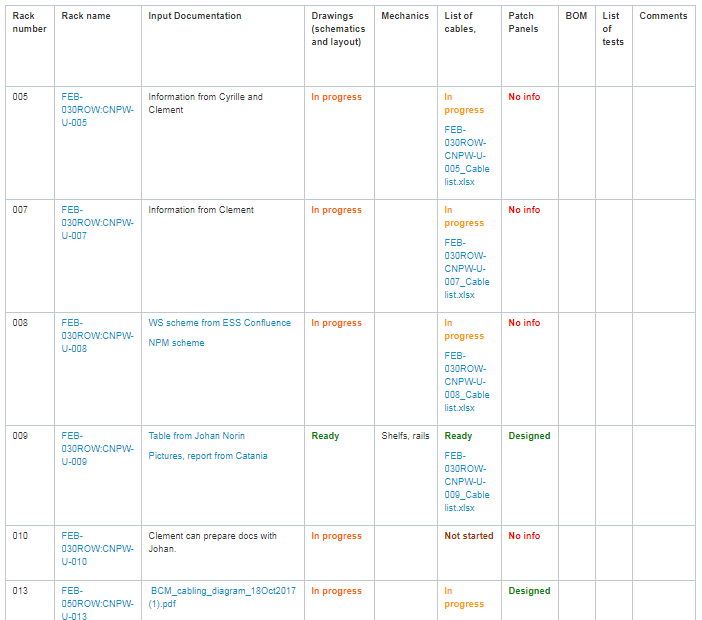 Rack number
Rack name
Input Documentation
Drawings (schematics and layout)
Mechanics
List of cables,
Patch Panels
BOM
List of tests
Comments
005
FEB-
030ROW:CNPW-
U-005
Information from Cyrille and
Clement
In progress
In
progress
FEB-
030ROW-
CNPW-U-
005_Cable
list.xlsx
No info
007
FEB-
030ROW:CNPW-
U-007
Information from Clement
In progress
In
progress
FEB-
030ROW-
CNPW-U-
007_Cable
list.xlsx
No info
008
FEB-
030ROW:CNPW-
U-008
WS scheme from ESS Confluence
NPM scheme
In progress
In
progress
FEB-
030ROW-
CNPW-U-
008_Cable
list.xlsx
No info
009
FEB-
030ROW:CNPW-
U-009
Table from Johan Norin
Pictures, report from Catania
Ready
Shelfs, rails
Ready
FEB-
030ROW-
CNPW-U-
009_Cable
list.xlsx
Designed
010
FEB-
030ROW:CNPW-
U-010
Clement can prepare docs with
Johan.
In progress
Not started
No info
013
FEB-
050ROW:CNPW-
U-013
BCM_cabling_diagram_18Oct2017
(1).pdf
In progress
In
progress
Designed